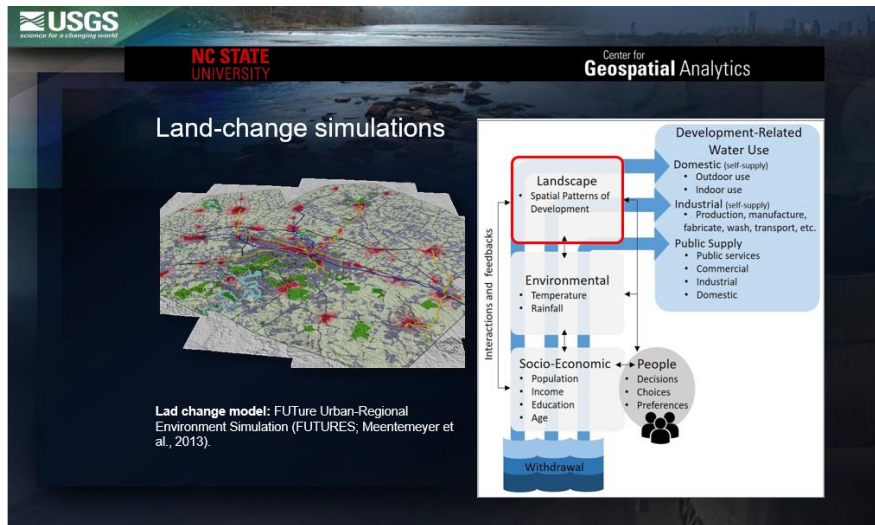 USGS
science for a changing world
NC STATE
UNIVERSITY
Center for
Geospatial Analytics
Land-change simulations
Lad change model: FUTure Urban-Regional
Environment Simulation (FUTURES; Meentemeyer et
al., 2013).
Interactions and feedbacks
Landscape
• Spatial Patterns of
Development
Environmental
• Temperature
• Rainfall
Socio-Economic
• Population
• Income
• Education
• Age
People
• Decisions
• Choices
• Preferences
Withdrawal
Development-Related
Water Use
Domestic (self-supply)
• Outdoor use
• Indoor use
Industrial (self-supply)
• Production, manufacture,
fabricate, wash, transport, etc.
Public Supply
• Public services
• Commercial
• Industrial
• Domestic